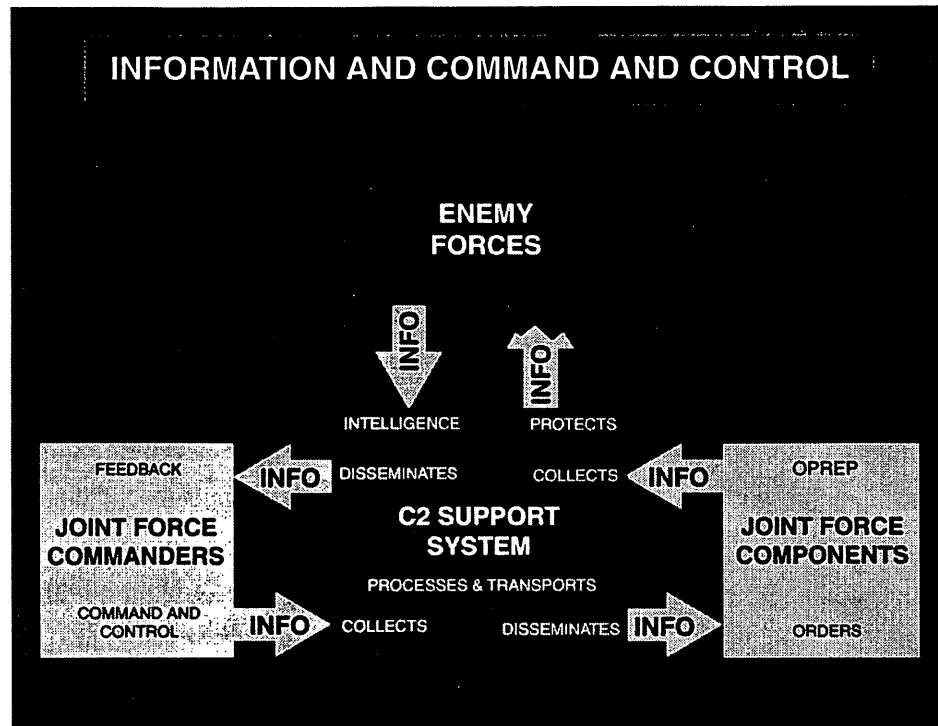 INFORMATION AND COMMAND AND CONTROL
ENEMY
FORCES
INFO
INFO
INTELLIGENCE
PROTECTS
FEEDBACK
INFO
DISSEMINATES
COLLECTS
INFO
OPREP
JOINT FORCE
COMMANDERS
C2 SUPPORT
SYSTEM
JOINT FORCE
COMPONENTS
PROCESSES & TRANSPORTS
COMMAND AND
CONTROL
INFO
COLLECTS
DISSEMINATES
INFO
ORDERS